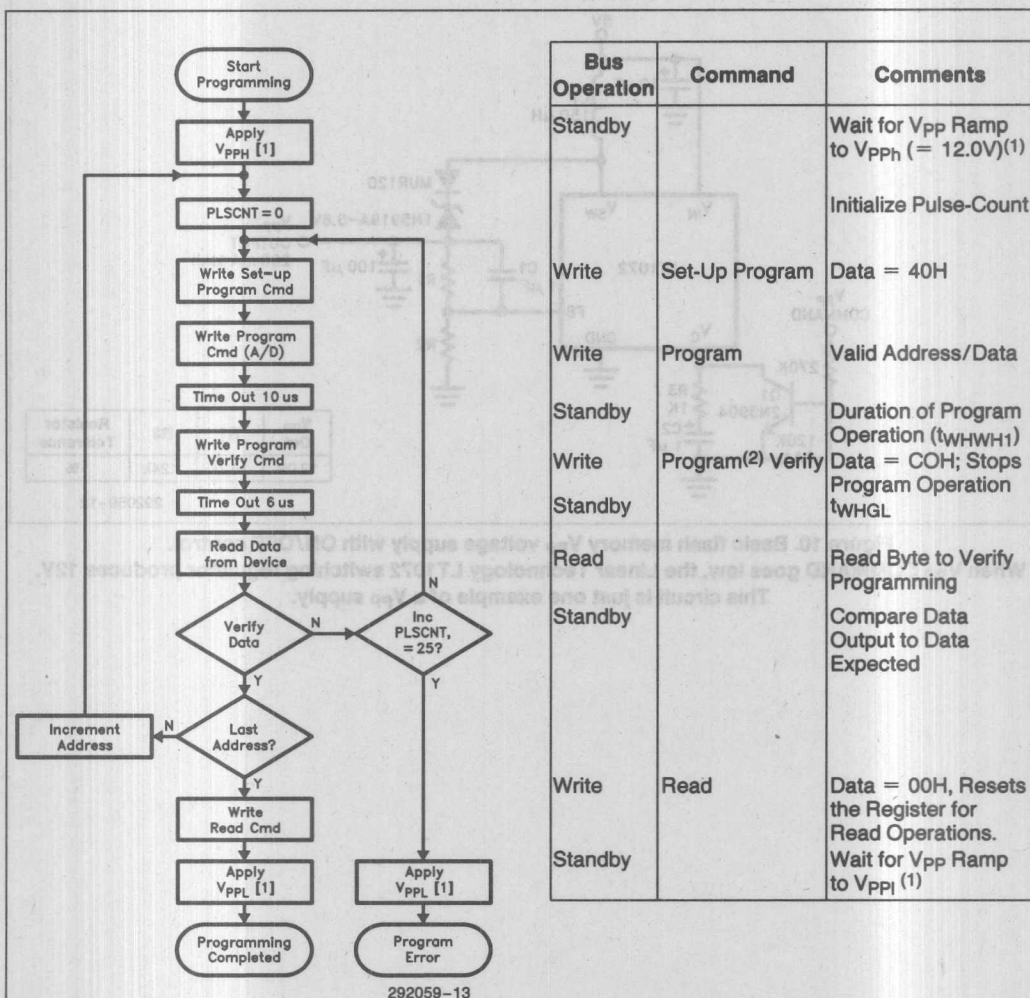 Start
Programming
Apply
VPPH [1]
PLSCNT = 0
Write Set-up
Program Cmd
Write Program
Cmd (A/D)
Time Out 10 us
Write Program
Verify Cmd
Time Out 6 us
Read Data
from Device
Verify
Data
N
Y
Inc
PLSCNT,
= 25?
N
Y
Last
Address?
N
Y
Increment
Address
Write
Read Cmd
Apply
VPPL [1]
Programming
Completed
Apply
VPPL [1]
Program
Error
292059-13
Bus
Operation
Command
Comments
Standby
Wait for VPP Ramp
to VPPh (= 12.0V)(1)
Initialize Pulse-Count
Write Set-Up Program Data = 40H
Write Program Valid Address/Data
Standby Duration of Program
Operation (tWHWH1)
Write Program(2) Verify Data = COH; Stops
Program Operation
Standby tWHGL
Read Read Byte to Verify
Programming
Standby Compare Data
Output to Data
Expected
Write Read Data = 00H, Resets
the Register for
Read Operations.
Standby Wait for VPP Ramp
to VPPl (1)